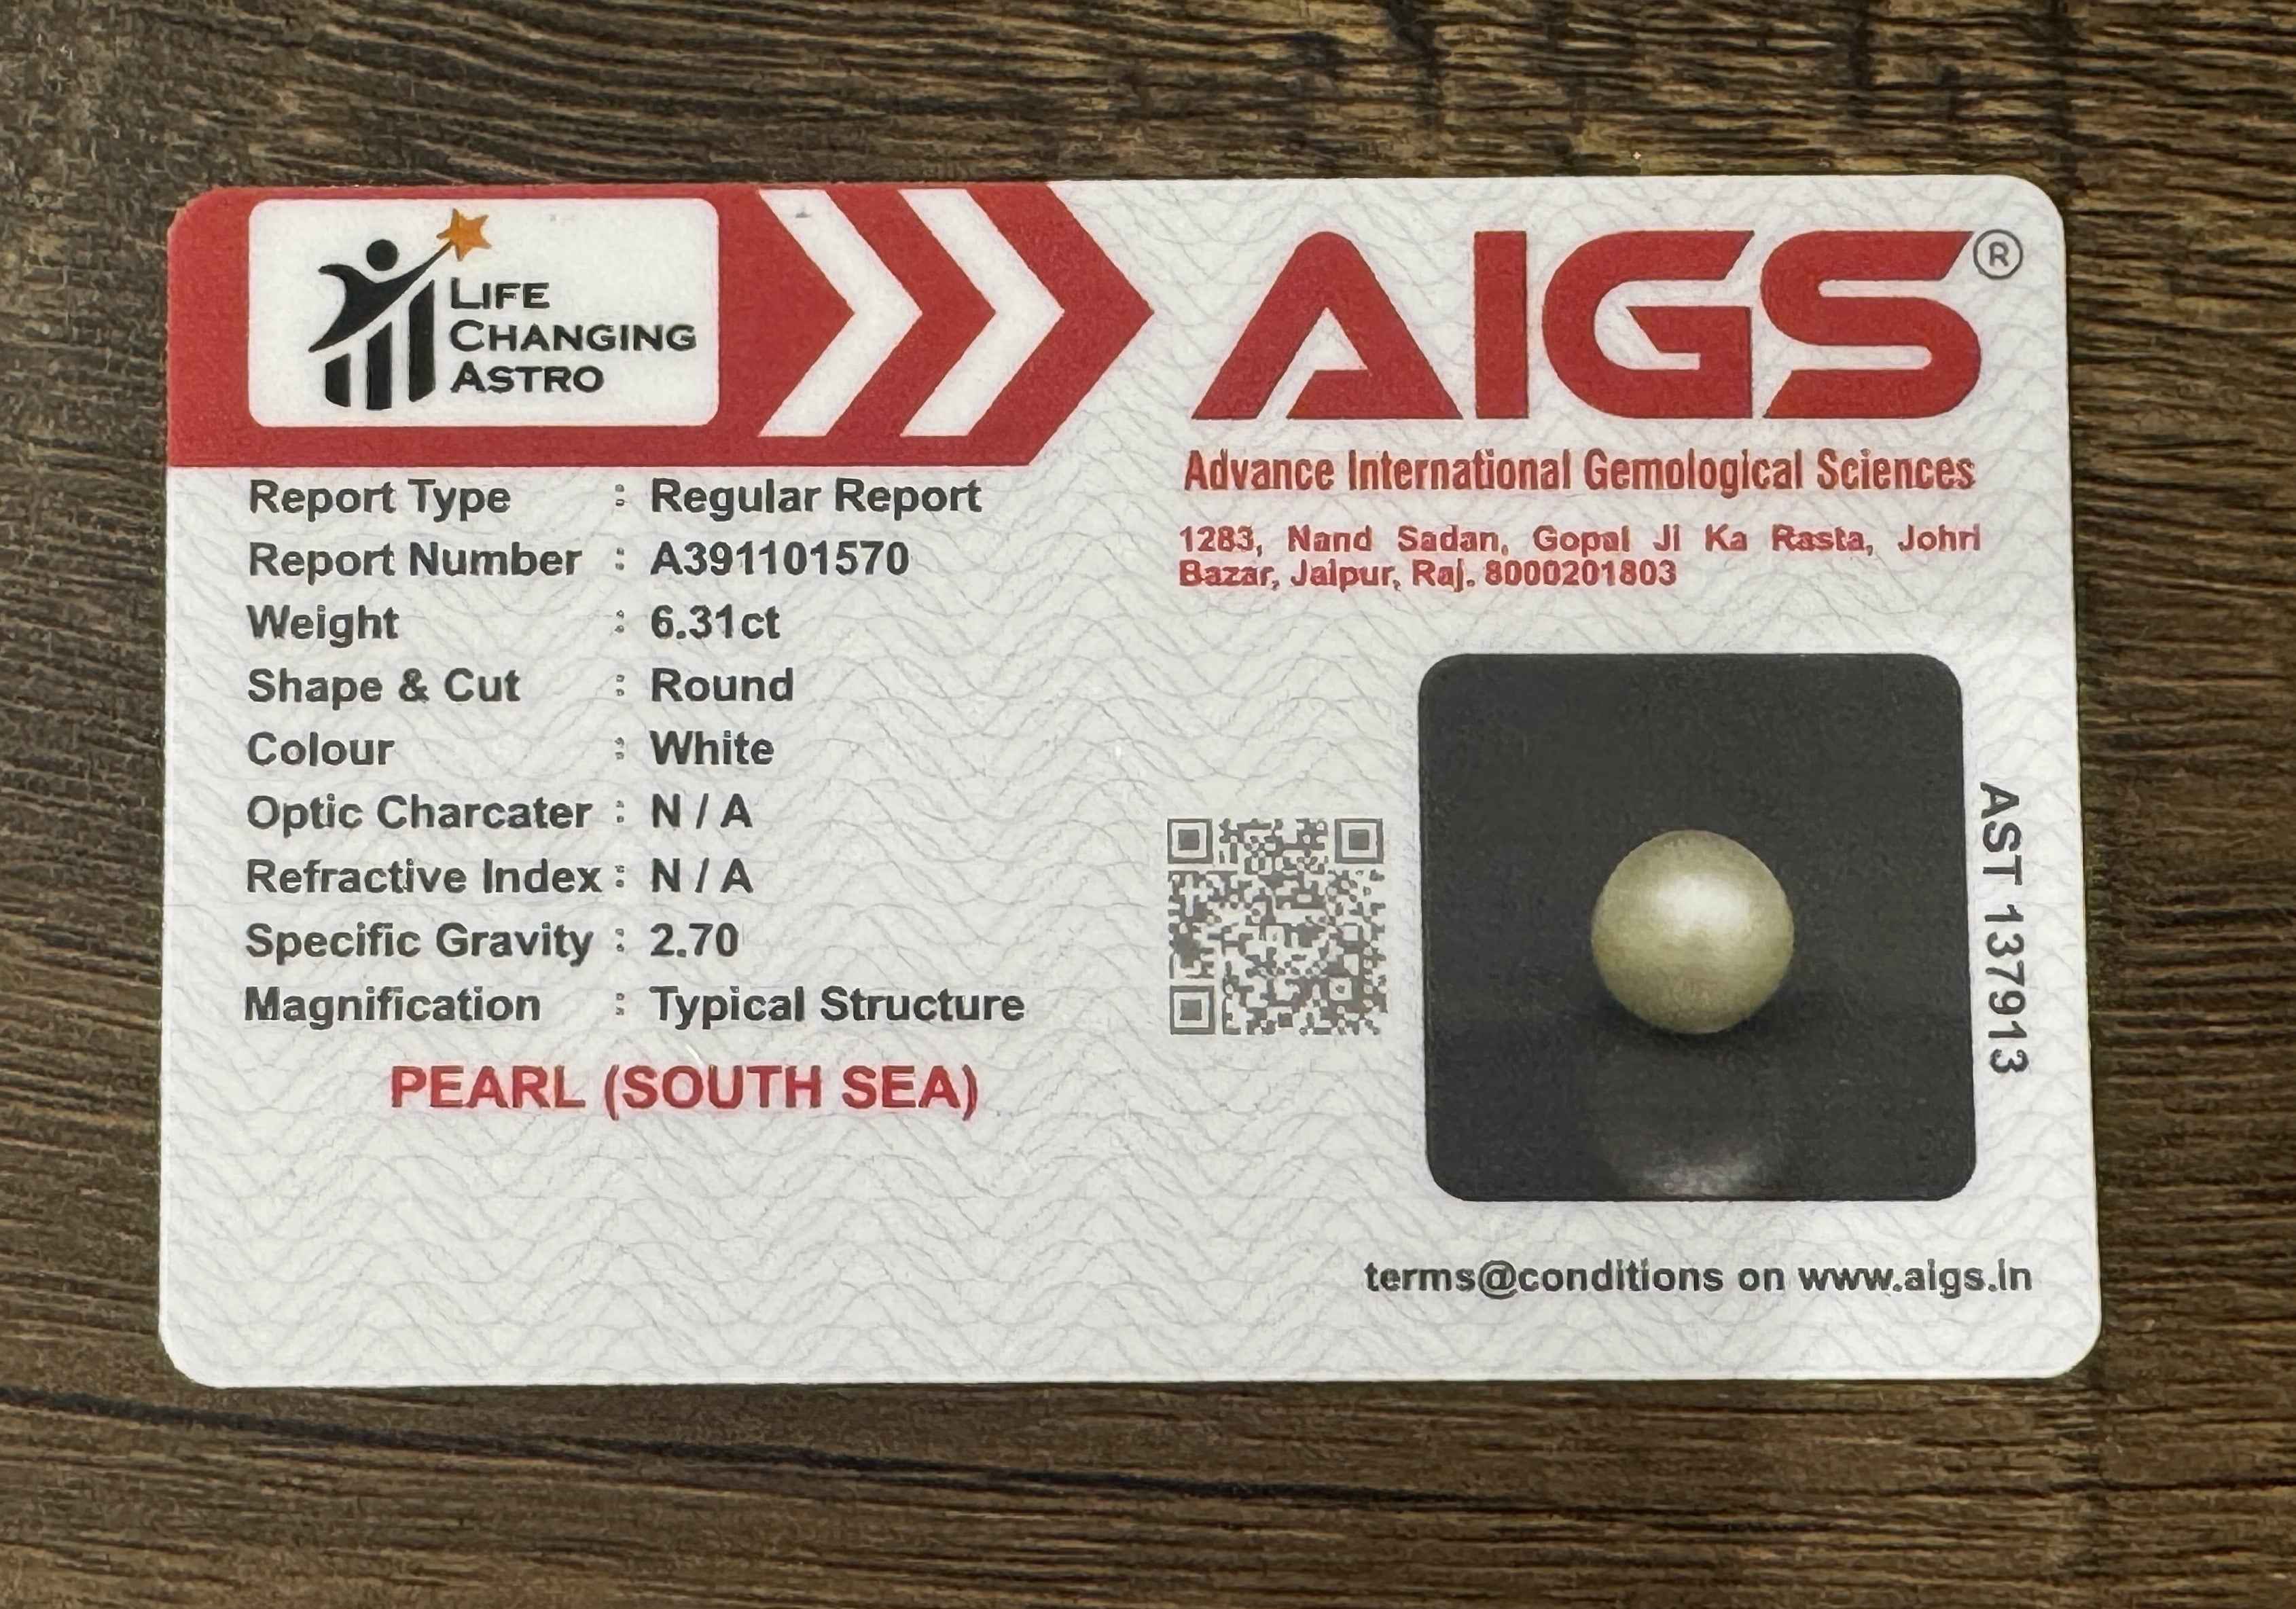 LIFE
CHANGING
ASTRO
AIGS®
Advance International Gemological Sciences
1283, Nand Sadan, Gopal Ji Ka Rasta, Johri
Bazar, Jaipur, Raj. 8000201803
Report Type : Regular Report
Report Number : A391101570
Weight : 6.31ct
Shape & Cut : Round
Colour : White
Optic Charcater : N / A
Refractive Index : N / A
Specific Gravity : 2.70
Magnification : Typical Structure
PEARL (SOUTH SEA)
AST 137913
terms@conditions on www.aigs.in